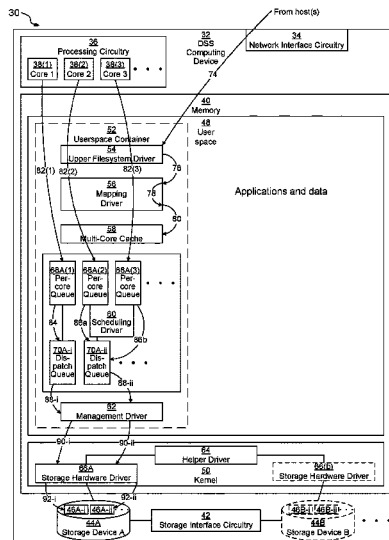 30
From host(s)
36
Processing Circuitry
32
DSS
Computing
Device
34
Network Interface Circuitry
38(1)
Core 1
38(2)
Core 2
38(3)
Core 3
74
40
Memory
48
User
space
52
Userspace Container
54
Upper Filesystem Driver
82(1)
82(2)
82(3)
76
56
Mapping
Driver
78
80
Applications and data
58
Multi-Core Cache
68A(1)
Per-
core
Queue
68A(2)
Per-
core
Queue
68A(3)
Per-
core
Queue
60
Scheduling
Driver
84
86a
86b
70A-i
Dis-
patch
Queue
70A-ii
Dis-
patch
Queue
88-i
88-ii
62
Management Driver
90-i
90-ii
64
Helper Driver
66A
Storage Hardware Driver
50
Kernel
66(B)
Storage Hardware Driver
92-i
92-ii
46A-i
46A-ii
44A
Storage Device A
42
Storage Interface Circuitry
46B-i
46B-ii
44B
Storage Device B